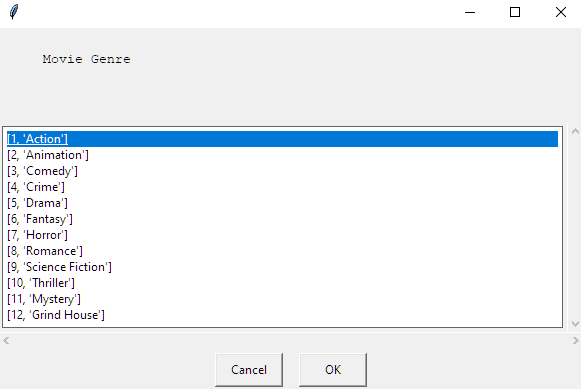 Movie Genre
[1, 'Action']
[2, 'Animation']
[3, 'Comedy']
[4, 'Crime']
[5, 'Drama']
[6, 'Fantasy']
[7, 'Horror']
[8, 'Romance']
[9, 'Science Fiction']
[10, 'Thriller']
[11, 'Mystery']
[12, 'Grind House']
Cancel OK